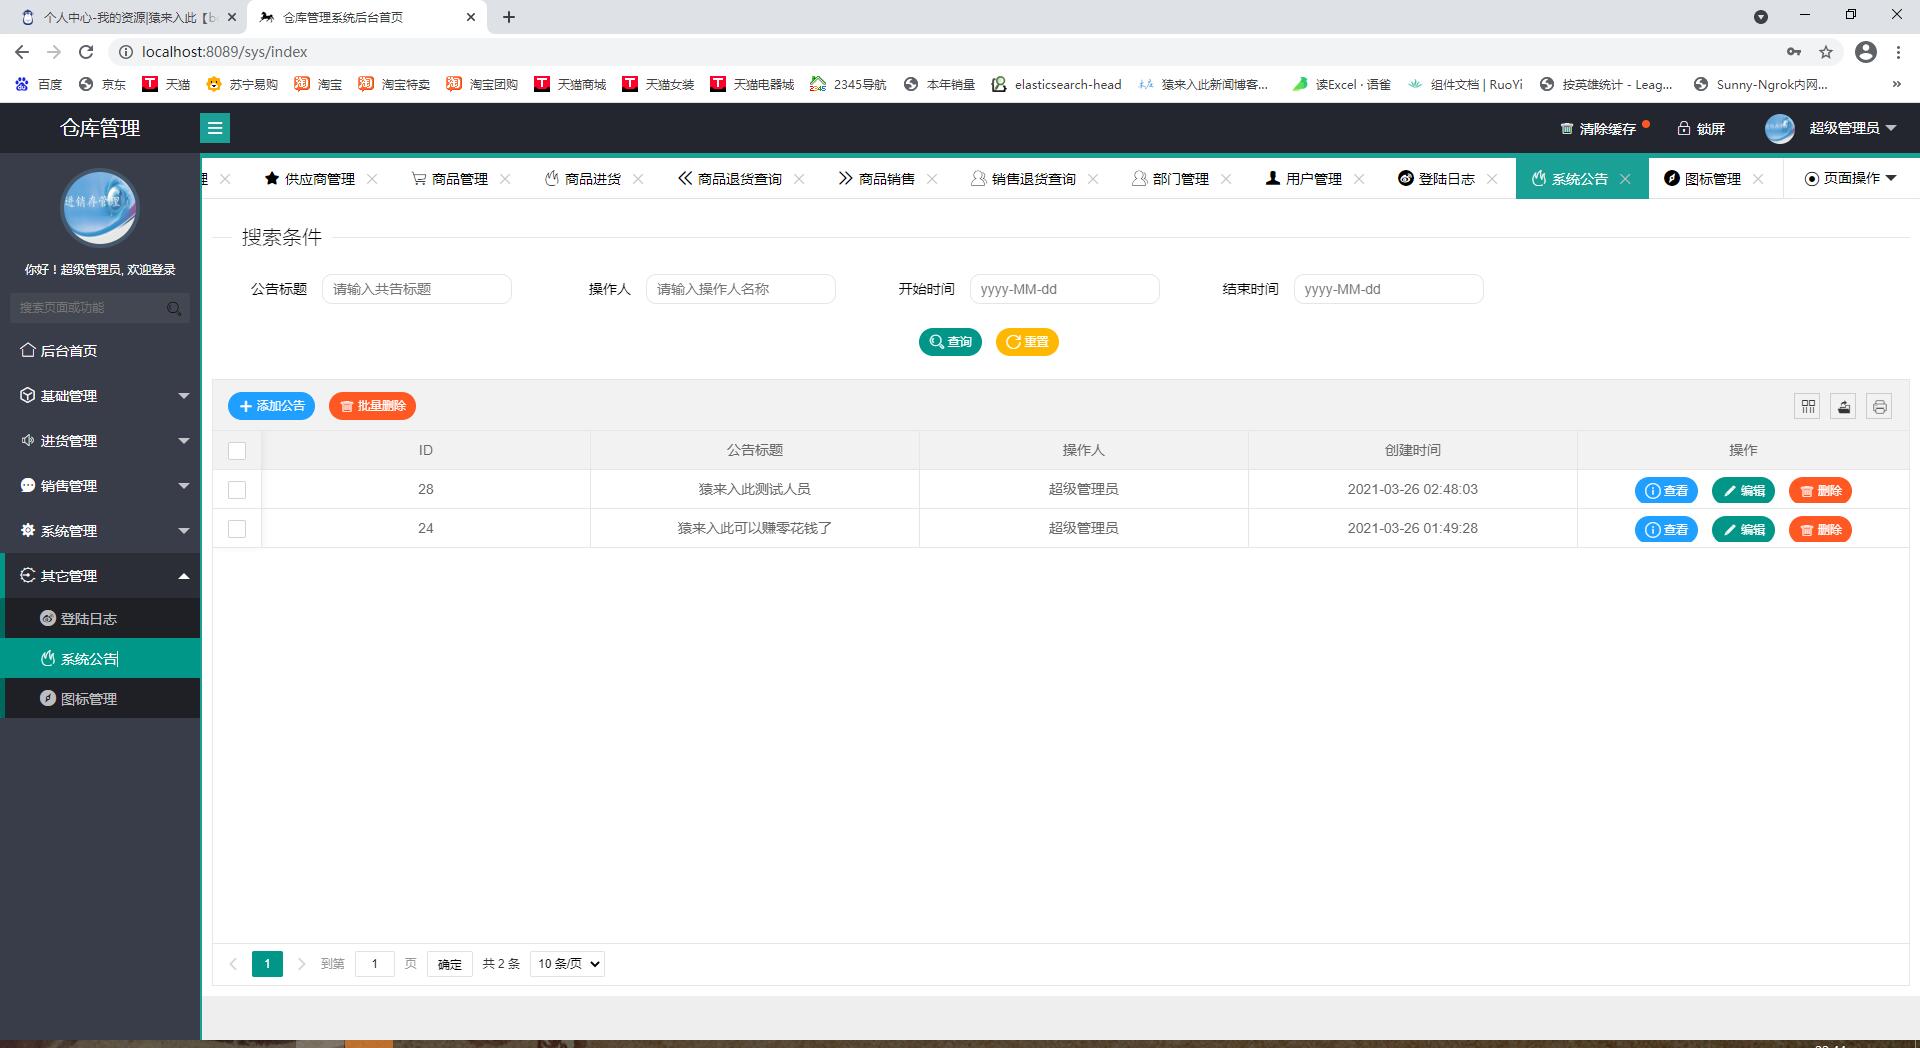 个人中心-我的资源|猿来入此【b
仓库管理系统后台首页
localhost:8089/sys/index
百度 京东 天猫 苏宁易购 淘宝 淘宝特卖 淘宝团购 天猫商城 天猫女装 天猫电器城 2345导航 本年销量 elasticsearch-head 猿来入此新闻博客... 读Excel · 语雀 组件文档 | RuoYi 按英雄统计 - Leag... Sunny-Ngrok内网... »
仓库管理
清除缓存 锁屏 超级管理员
理 供应商管理 商品管理 商品进货 商品退货查询 商品销售 销售退货查询 部门管理 用户管理 登陆日志 系统公告 图标管理 页面操作
进销存管理
你好！超级管理员, 欢迎登录
搜索页面或功能
后台首页
基础管理
进货管理
销售管理
系统管理
其它管理
登陆日志
系统公告
图标管理
搜索条件
公告标题 请输入共告标题 操作人 请输入操作人名称 开始时间 yyyy-MM-dd 结束时间 yyyy-MM-dd
查询 重置
添加公告 批量删除
ID 公告标题 操作人 创建时间 操作
28 猿来入此测试人员 超级管理员 2021-03-26 02:48:03 查看 编辑 删除
24 猿来入此可以赚零花钱了 超级管理员 2021-03-26 01:49:28 查看 编辑 删除
1 到第 1 页 确定 共 2 条 10 条/页